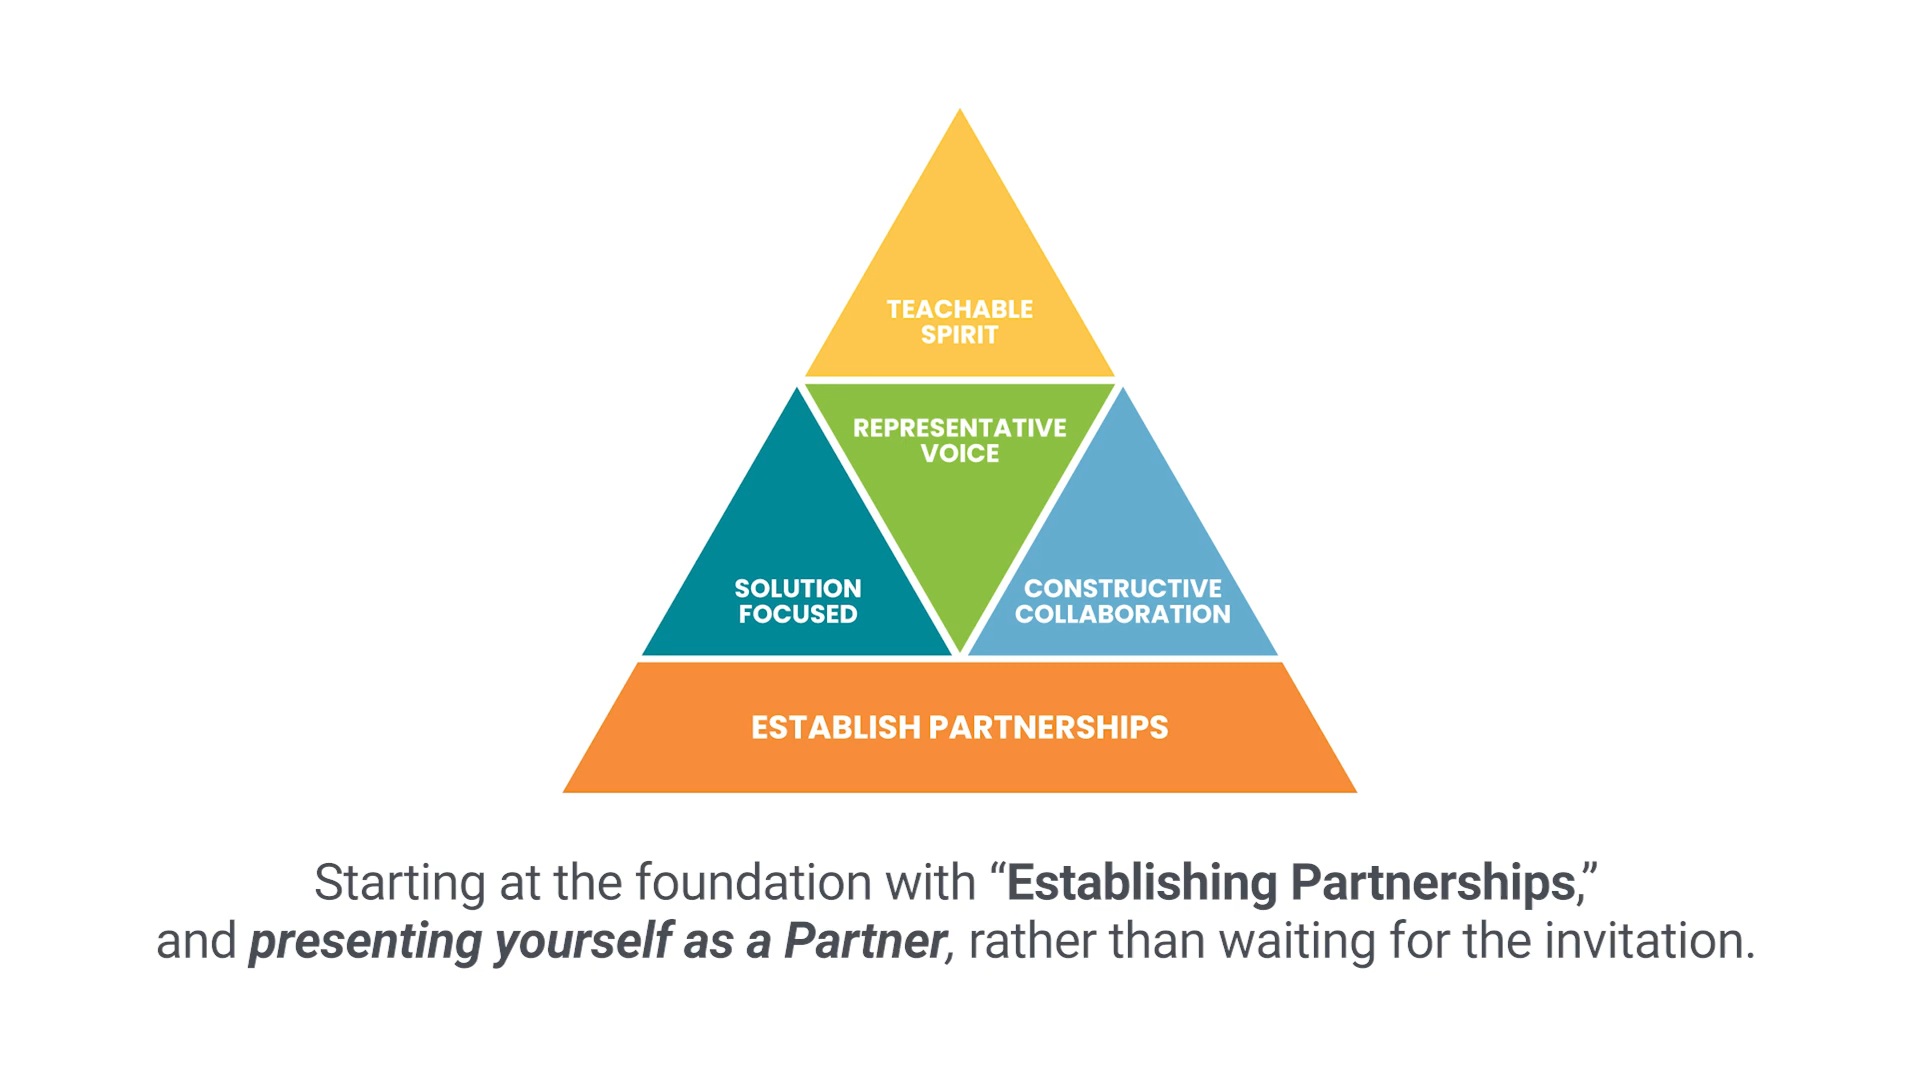 TEACHABLE
SPIRIT
REPRESENTATIVE
VOICE
SOLUTION
FOCUSED
CONSTRUCTIVE
COLLABORATION
ESTABLISH PARTNERSHIPS
Starting at the foundation with “Establishing Partnerships,”
and presenting yourself as a Partner, rather than waiting for the invitation.